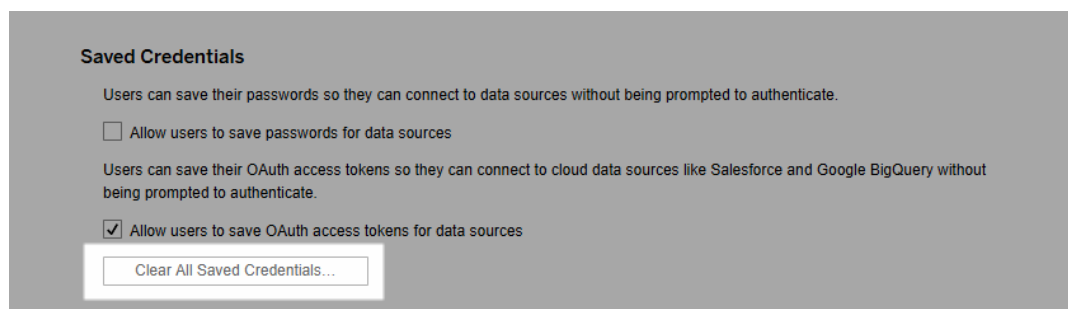 Saved Credentials
Users can save their passwords so they can connect to data sources without being prompted to authenticate.
Allow users to save passwords for data sources
Users can save their OAuth access tokens so they can connect to cloud data sources like Salesforce and Google BigQuery without
being prompted to authenticate.
Allow users to save OAuth access tokens for data sources
Clear All Saved Credentials...